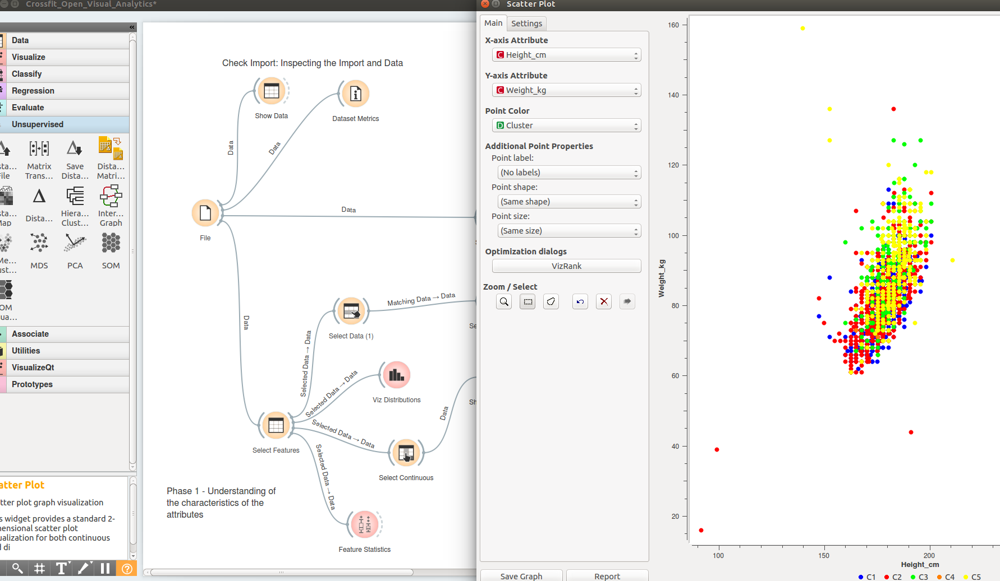 Crossfit_Open_Visual_Analytics*
Scatter Plot
«
Data
Visualize
Classify
Regression
Evaluate
Unsupervised
sta...
Matrix
Save
Dista...
File
Trans...
Dista...
Matri...
sta...
Dista...
Hiera...
Inter...
Map
Clust...
Graph
Me...
MDS
PCA
SOM
ust...
OM
ua...
Associate
Utilities
VisualizeQt
Prototypes
atter Plot
tter plot graph visualization
s widget provides a standard 2-
nensional scatter plot
ualization for both continuous
d di
Check Import: Inspecting the Import and Data
Show Data
Dataset Metrics
Data
Data
Data
File
Data
Matching Data → Data
Select Data (1)
Se
Selected Data → Data
Selected Data → Data
Viz Distributions
Sh
Selected Data → Data
Data
Select Features
Select Continuous
Selected Data → Data
Phase 1 - Understanding of
the characteristics of the
attributes
Feature Statistics
Main
Settings
X-axis Attribute
C Height_cm
Y-axis Attribute
C Weight_kg
Point Color
D Cluster
Additional Point Properties
Point label:
(No labels)
Point shape:
(Same shape)
Point size:
(Same size)
Optimization dialogs
VizRank
Zoom / Select
Save Graph
Report
160
140
120
100
80
60
40
20
Weight_kg
100
150
200
Height_cm
C1 C2 C3 C4 C5